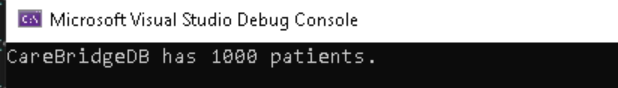 C:\ Microsoft Visual Studio Debug Console
CareBridgeDB has 1000 patients.